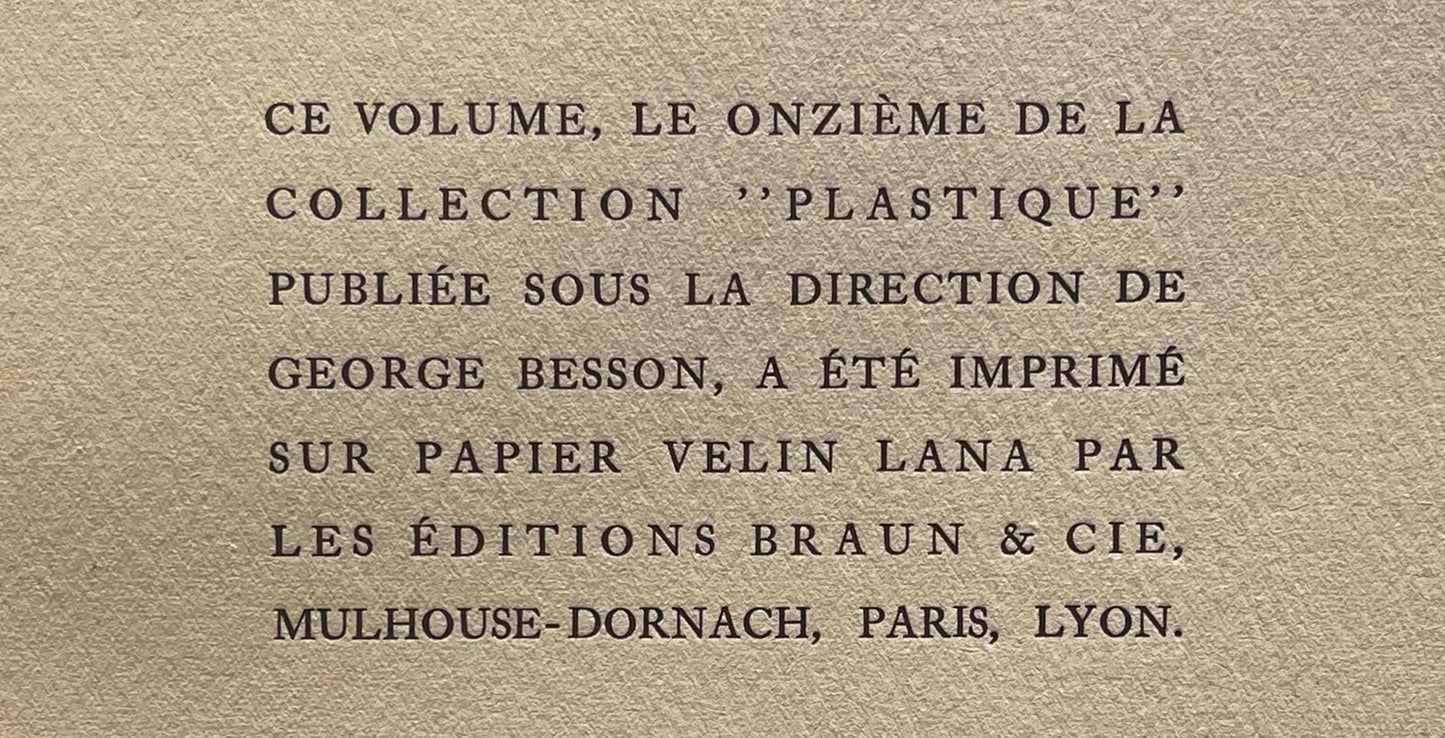 CE VOLUME, LE ONZIÈME DE LA
COLLECTION ’’PLASTIQUE’’
PUBLIÉE SOUS LA DIRECTION DE
GEORGE BESSON, A ÉTÉ IMPRIMÉ
SUR PAPIER VELIN LANA PAR
LES ÉDITIONS BRAUN & CIE,
MULHOUSE-DORNACH, PARIS, LYON.